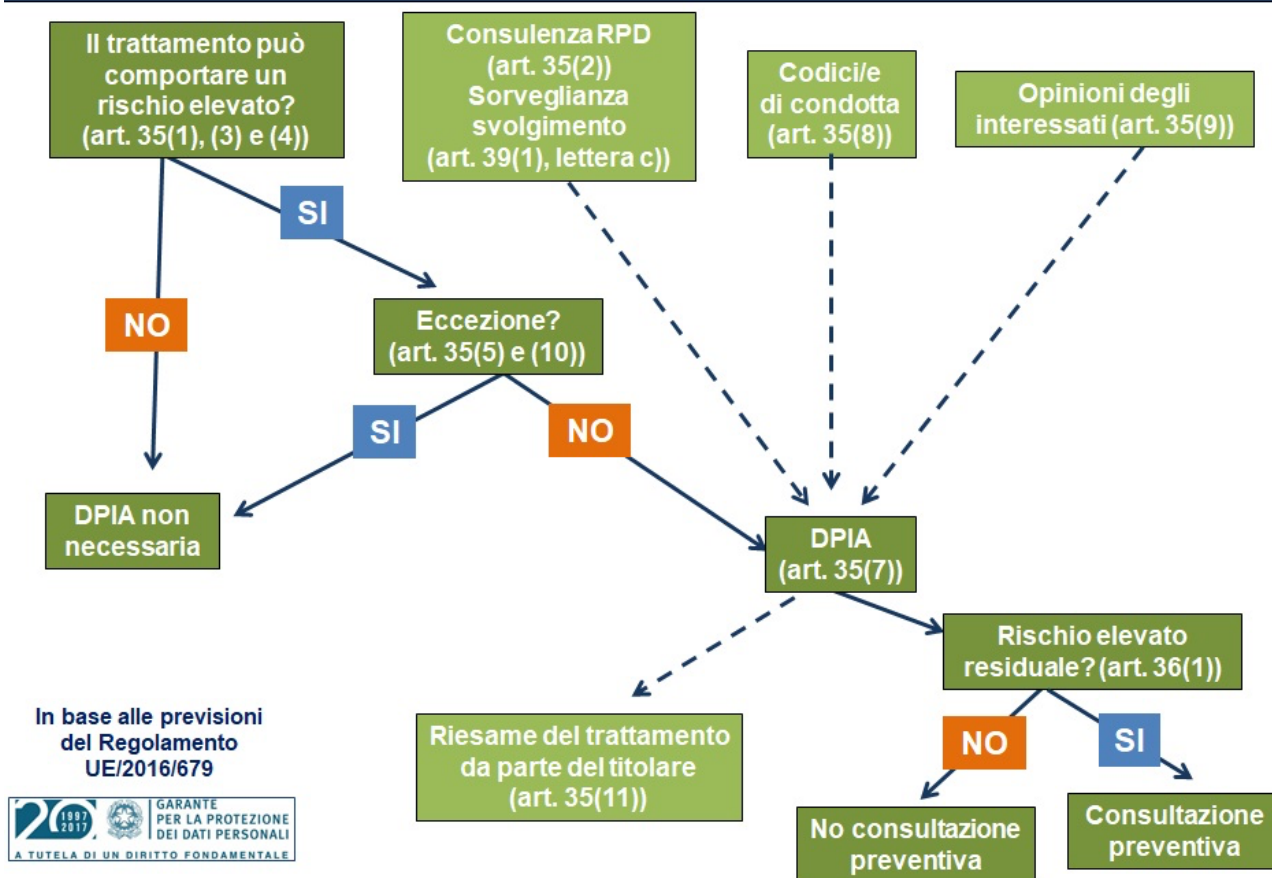 Il trattamento può
comportare un
rischio elevato?
(art. 35(1), (3) e (4))
Consulenza RPD
(art. 35(2))
Sorveglianza
svolgimento
(art. 39(1), lettera c))
Codici/e
di condotta
(art. 35(8))
Opinioni degli
interessati (art. 35(9))
SI
NO
Eccezione?
(art. 35(5) e (10))
SI
NO
DPIA non
necessaria
DPIA
(art. 35(7))
Rischio elevato
residuale? (art. 36(1))
Riesame del trattamento
da parte del titolare
(art. 35(11))
NO
SI
No consultazione
preventiva
Consultazione
preventiva
In base alle previsioni
del Regolamento
UE/2016/679
20 1997
2017
GARANTE
PER LA PROTEZIONE
DEI DATI PERSONALI
A TUTELA DI UN DIRITTO FONDAMENTALE